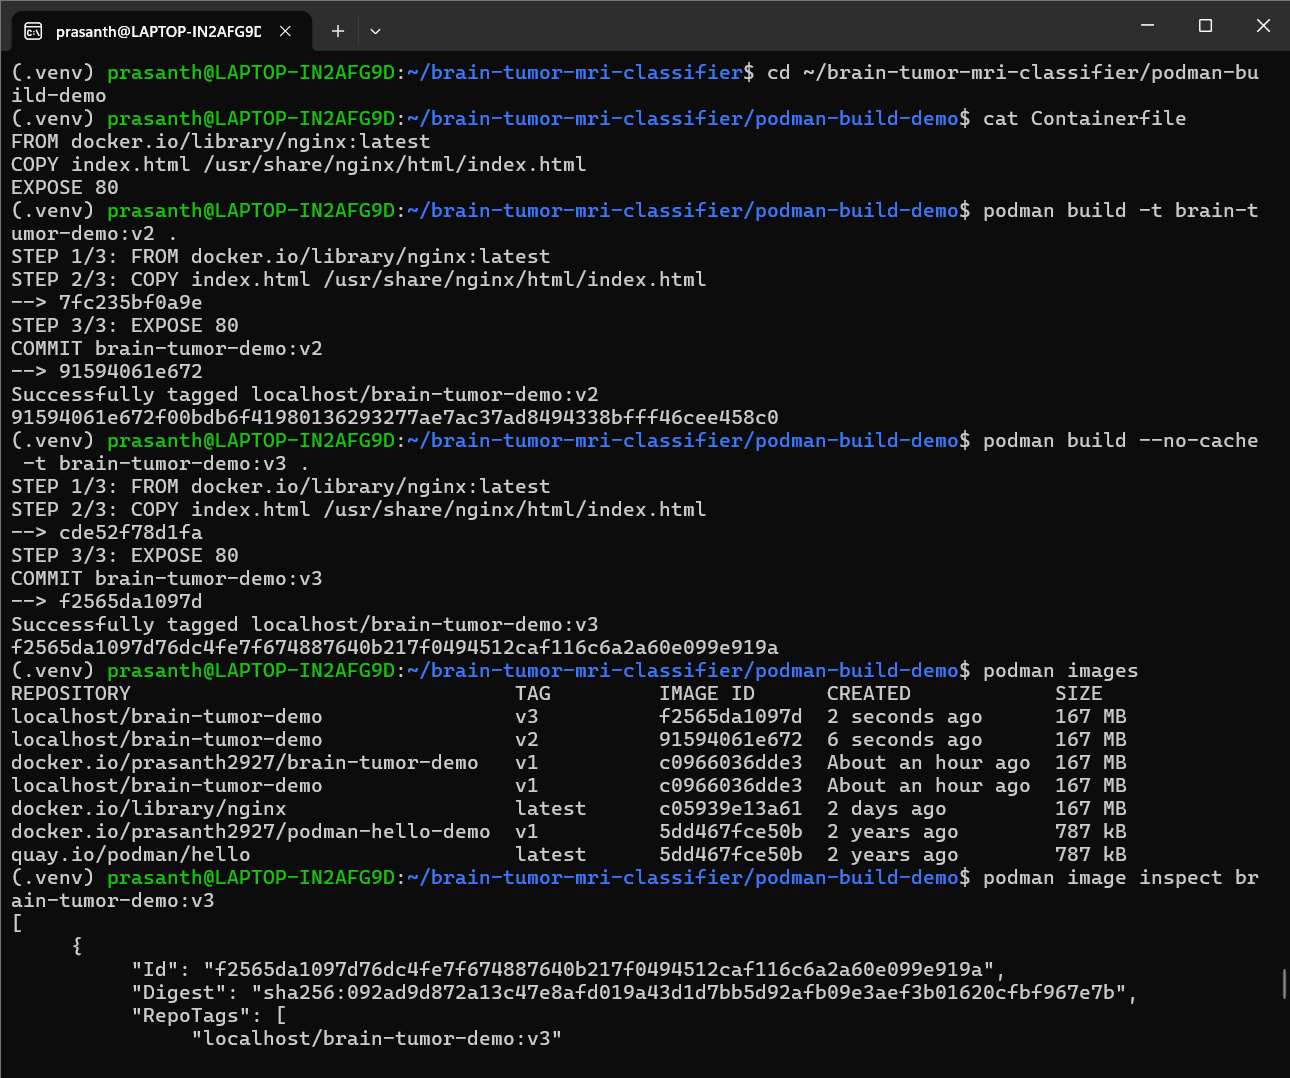 prasanth@LAPTOP-IN2AFG9D
(.venv) prasanth@LAPTOP-IN2AFG9D:~/brain-tumor-mri-classifier$ cd ~/brain-tumor-mri-classifier/podman-bu
ild-demo
(.venv) prasanth@LAPTOP-IN2AFG9D:~/brain-tumor-mri-classifier/podman-build-demo$ cat Containerfile
FROM docker.io/library/nginx:latest
COPY index.html /usr/share/nginx/html/index.html
EXPOSE 80
(.venv) prasanth@LAPTOP-IN2AFG9D:~/brain-tumor-mri-classifier/podman-build-demo$ podman build -t brain-t
umor-demo:v2 .
STEP 1/3: FROM docker.io/library/nginx:latest
STEP 2/3: COPY index.html /usr/share/nginx/html/index.html
--> 7fc235bf0a9e
STEP 3/3: EXPOSE 80
COMMIT brain-tumor-demo:v2
--> 91594061e672
Successfully tagged localhost/brain-tumor-demo:v2
91594061e672f00bdb6f41980136293277ae7ac37ad8494338bfff46cee458c0
(.venv) prasanth@LAPTOP-IN2AFG9D:~/brain-tumor-mri-classifier/podman-build-demo$ podman build --no-cache
 -t brain-tumor-demo:v3 .
STEP 1/3: FROM docker.io/library/nginx:latest
STEP 2/3: COPY index.html /usr/share/nginx/html/index.html
--> cde52f78d1fa
STEP 3/3: EXPOSE 80
COMMIT brain-tumor-demo:v3
--> f2565da1097d
Successfully tagged localhost/brain-tumor-demo:v3
f2565da1097d76dc4fe7f674887640b217f0494512caf116c6a2a60e099e919a
(.venv) prasanth@LAPTOP-IN2AFG9D:~/brain-tumor-mri-classifier/podman-build-demo$ podman images
REPOSITORY                                TAG         IMAGE ID      CREATED            SIZE
localhost/brain-tumor-demo                v3          f2565da1097d  2 seconds ago      167 MB
localhost/brain-tumor-demo                v2          91594061e672  6 seconds ago      167 MB
docker.io/prasanth2927/brain-tumor-demo   v1          c0966036dde3  About an hour ago  167 MB
localhost/brain-tumor-demo                v1          c0966036dde3  About an hour ago  167 MB
docker.io/library/nginx                   latest      c05939e13a61  2 days ago         167 MB
docker.io/prasanth2927/podman-hello-demo  v1          5dd467fce50b  2 years ago        787 kB
quay.io/podman/hello                      latest      5dd467fce50b  2 years ago        787 kB
(.venv) prasanth@LAPTOP-IN2AFG9D:~/brain-tumor-mri-classifier/podman-build-demo$ podman image inspect br
ain-tumor-demo:v3
[
     {
          "Id": "f2565da1097d76dc4fe7f674887640b217f0494512caf116c6a2a60e099e919a",
          "Digest": "sha256:092ad9d872a13c47e8afd019a43d1d7bb5d92afb09e3aef3b01620cfbf967e7b",
          "RepoTags": [
               "localhost/brain-tumor-demo:v3"